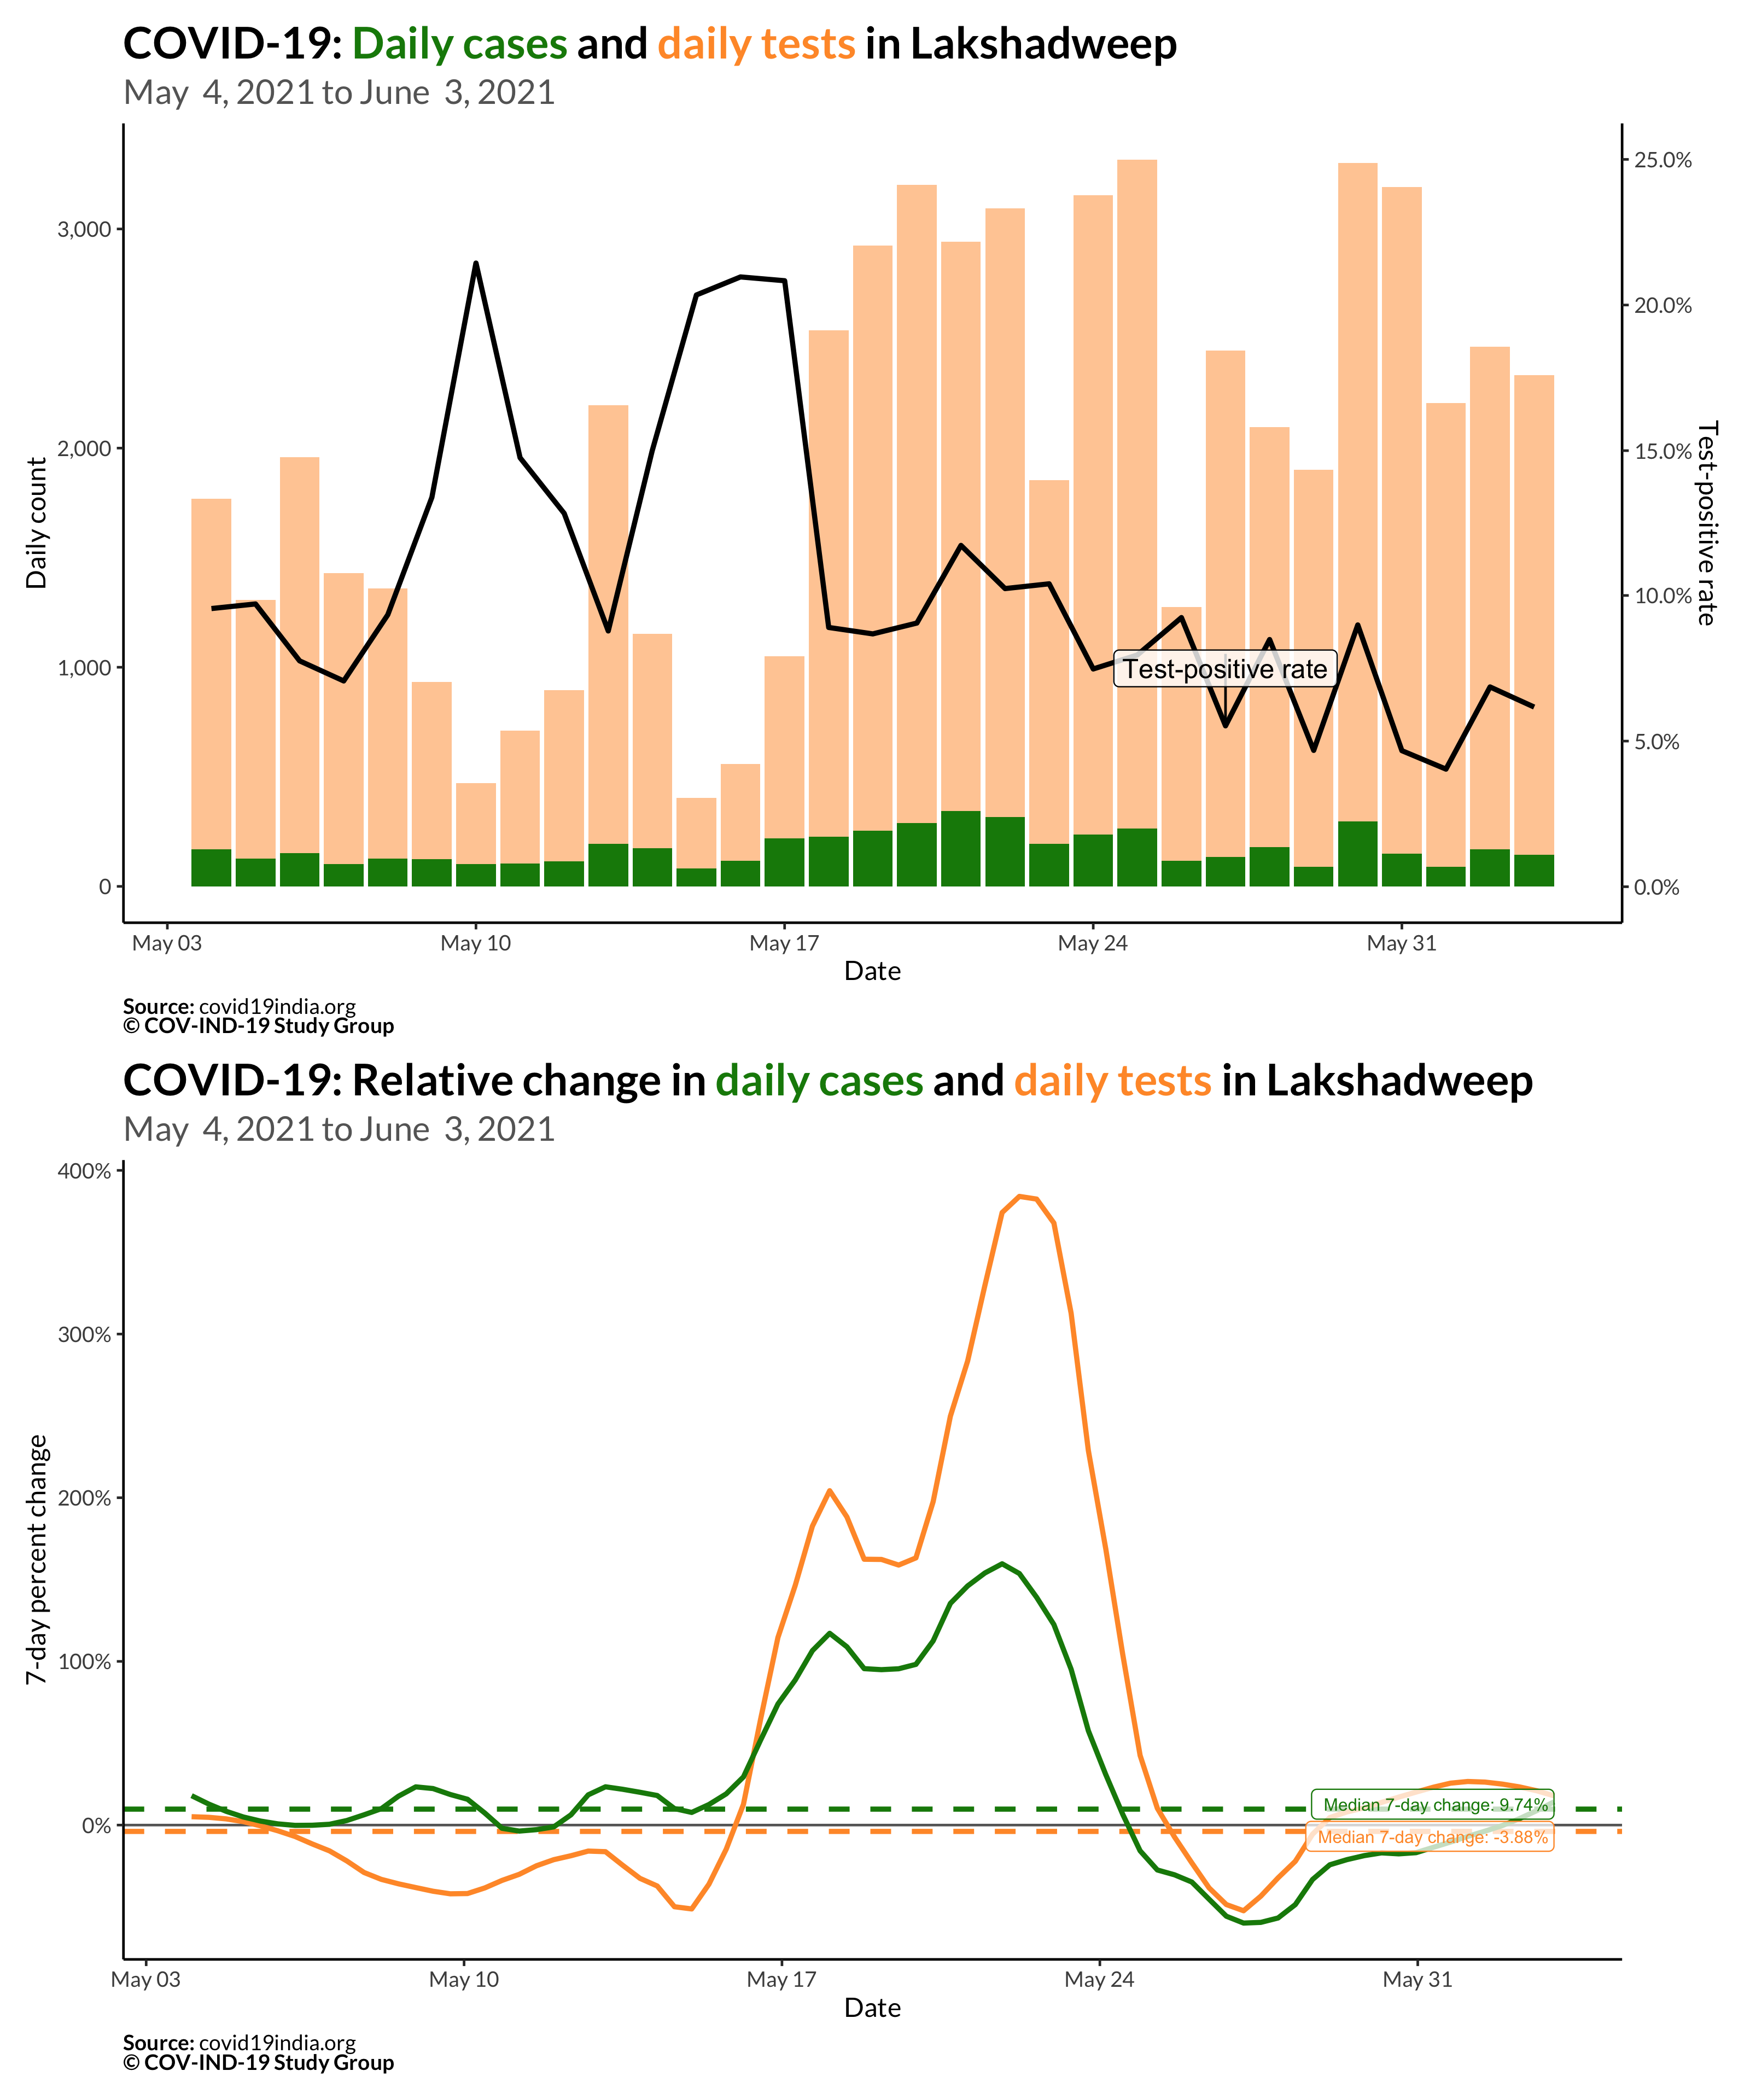 COVID-19: Daily cases and daily tests in Lakshadweep
May 4, 2021 to June 3, 2021
Daily count
3,000
2,000
1,000
0
25.0%
20.0%
15.0%
10.0%
5.0%
0.0%
Test-positive rate
Test-positive rate
May 03
May 10
May 17
May 24
May 31
Date
Source: covid19india.org
© COV-IND-19 Study Group
COVID-19: Relative change in daily cases and daily tests in Lakshadweep
May 4, 2021 to June 3, 2021
7-day percent change
400%
300%
200%
100%
0%
Median 7-day change: 9.74%
Median 7-day change: -3.88%
May 03
May 10
May 17
May 24
May 31
Date
Source: covid19india.org
© COV-IND-19 Study Group